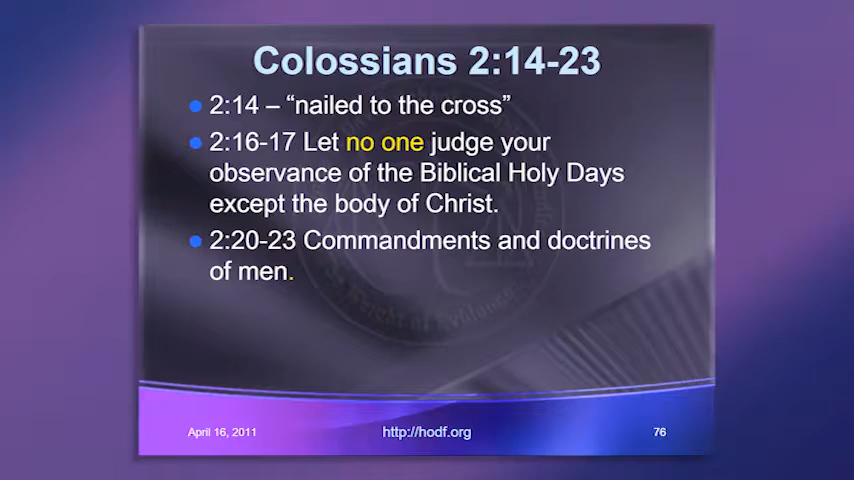 Colossians 2:14-23
2:14 – “nailed to the cross”
2:16-17 Let no one judge your
observance of the Biblical Holy Days
except the body of Christ.
2:20-23 Commandments and doctrines
of men.
April 16, 2011
http://hodf.org
76